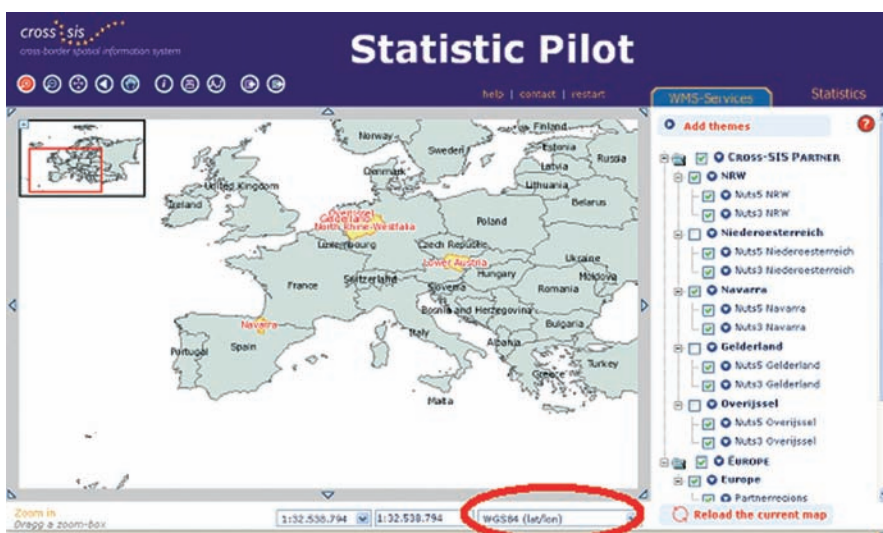 cross-sis
cross-border spatial information system
Statistic Pilot
help | contact | restart
WMS-Services
Statistics
Add themes
?
CROSS-SIS PARTNER
NRW
Nuts5 NRW
Nuts3 NRW
Niederoesterreich
Nuts5 Niederoesterreich
Nuts3 Niederoesterreich
Navarra
Nuts5 Navarra
Nuts3 Navarra
Gelderland
Nuts5 Gelderland
Nuts3 Gelderland
Overijssel
Nuts5 Overijssel
Nuts3 Overijssel
EUROPE
Europe
Partnerregions
Reload the current map
Norway
Sweden
Finland
Estonia
Latvia
Russia
Lithuania
Denmark
Belarus
United Kingdom
Ireland
Overijssel
Gelderland
North Rhine-Westfalia
Poland
Luxembourg
Czech Republic
Ukraine
Lower Austria
France
Switzerland
Hungary
Moldova
Slovenia
Romania
Bosnia and Herzegovina
Navarra
Bulgaria
Italy
Albania
Portugal
Spain
Turkey
Greece
Malta
Zoom in
Dragg a zoom-box
1:32.538.794
1:32.538.794
WGS84 (lat/lon)